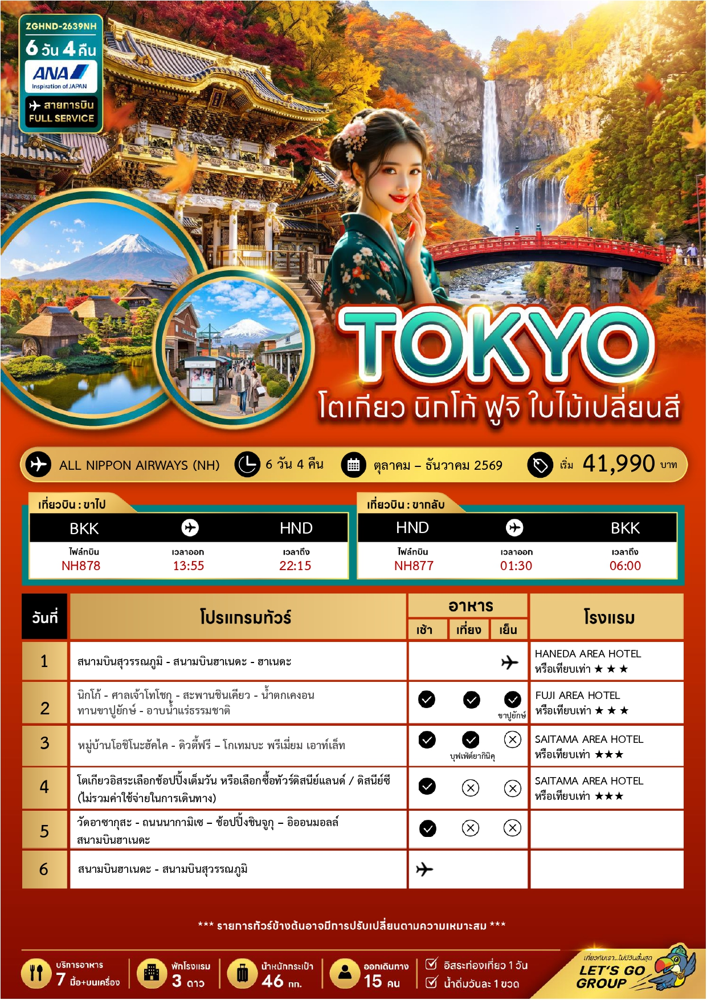 ZGHND-2639NH
6 วัน 4 คืน
ANA
Inspiration of JAPAN
สายการบิน
FULL SERVICE
TOKYO
โตเกียว นิกโก้ ฟูจิ ใบไม้เปลี่ยนสี
ALL NIPPON AIRWAYS (NH) 6 วัน 4 คืน ตุลาคม – ธันวาคม 2569 เริ่ม 41,990 บาท
เที่ยวบิน : ขาไป
BKK HND
ไฟล์ทบิน เวลาออก เวลาถึง
NH878 13:55 22:15
เที่ยวบิน : ขากลับ
HND BKK
ไฟล์ทบิน เวลาออก เวลาถึง
NH877 01:30 06:00
วันที่ โปรแกรมทัวร์ อาหาร โรงแรม
เช้า เที่ยง เย็น
1 สนามบินสุวรรณภูมิ - สนามบินฮาเนดะ - ฮาเนดะ
HANEDA AREA HOTEL
หรือเทียบเท่า ★ ★ ★
2 นิกโก้ - ศาลเจ้าโทโชกุ - สะพานชินเคียว - น้ำตกเคงอน
ทานขาปูยักษ์ - อาบน้ำแร่ธรรมชาติ
ขาปูยักษ์
FUJI AREA HOTEL
หรือเทียบเท่า ★ ★ ★
3 หมู่บ้านโอชิโนะฮัคไค - ดิวตี้ฟรี – โกเทมบะ พรีเมี่ยม เอาท์เล็ท
บุฟเฟ่ต์ยากินิคุ
SAITAMA AREA HOTEL
หรือเทียบเท่า ★★★
4 โตเกียวอิสระเลือกช้อปปิ้งเต็มวัน หรือเลือกซื้อทัวร์ดิสนีย์แลนด์ / ดิสนีย์ซี
(ไม่รวมค่าใช้จ่ายในการเดินทาง)
SAITAMA AREA HOTEL
หรือเทียบเท่า ★★★
5 วัดอาซากุสะ - ถนนนากามิเซ – ช้อปปิ้งชินจูกุ – อิออนมอลล์
สนามบินฮาเนดะ
6 สนามบินฮาเนดะ - สนามบินสุวรรณภูมิ
*** รายการทัวร์ข้างต้นอาจมีการปรับเปลี่ยนตามความเหมาะสม ***
บริการอาหาร
7 มื้อ+บนเครื่อง
พักโรงแรม
3 ดาว
น้ำหนักกระเป๋า
46 กก.
ออกเดินทาง
15 คน
อิสระท่องเที่ยว 1 วัน
น้ำดื่มวันละ 1 ขวด
เที่ยวกับเรา...ไม่มีวันสิ้นสุด
LET'S GO
GROUP